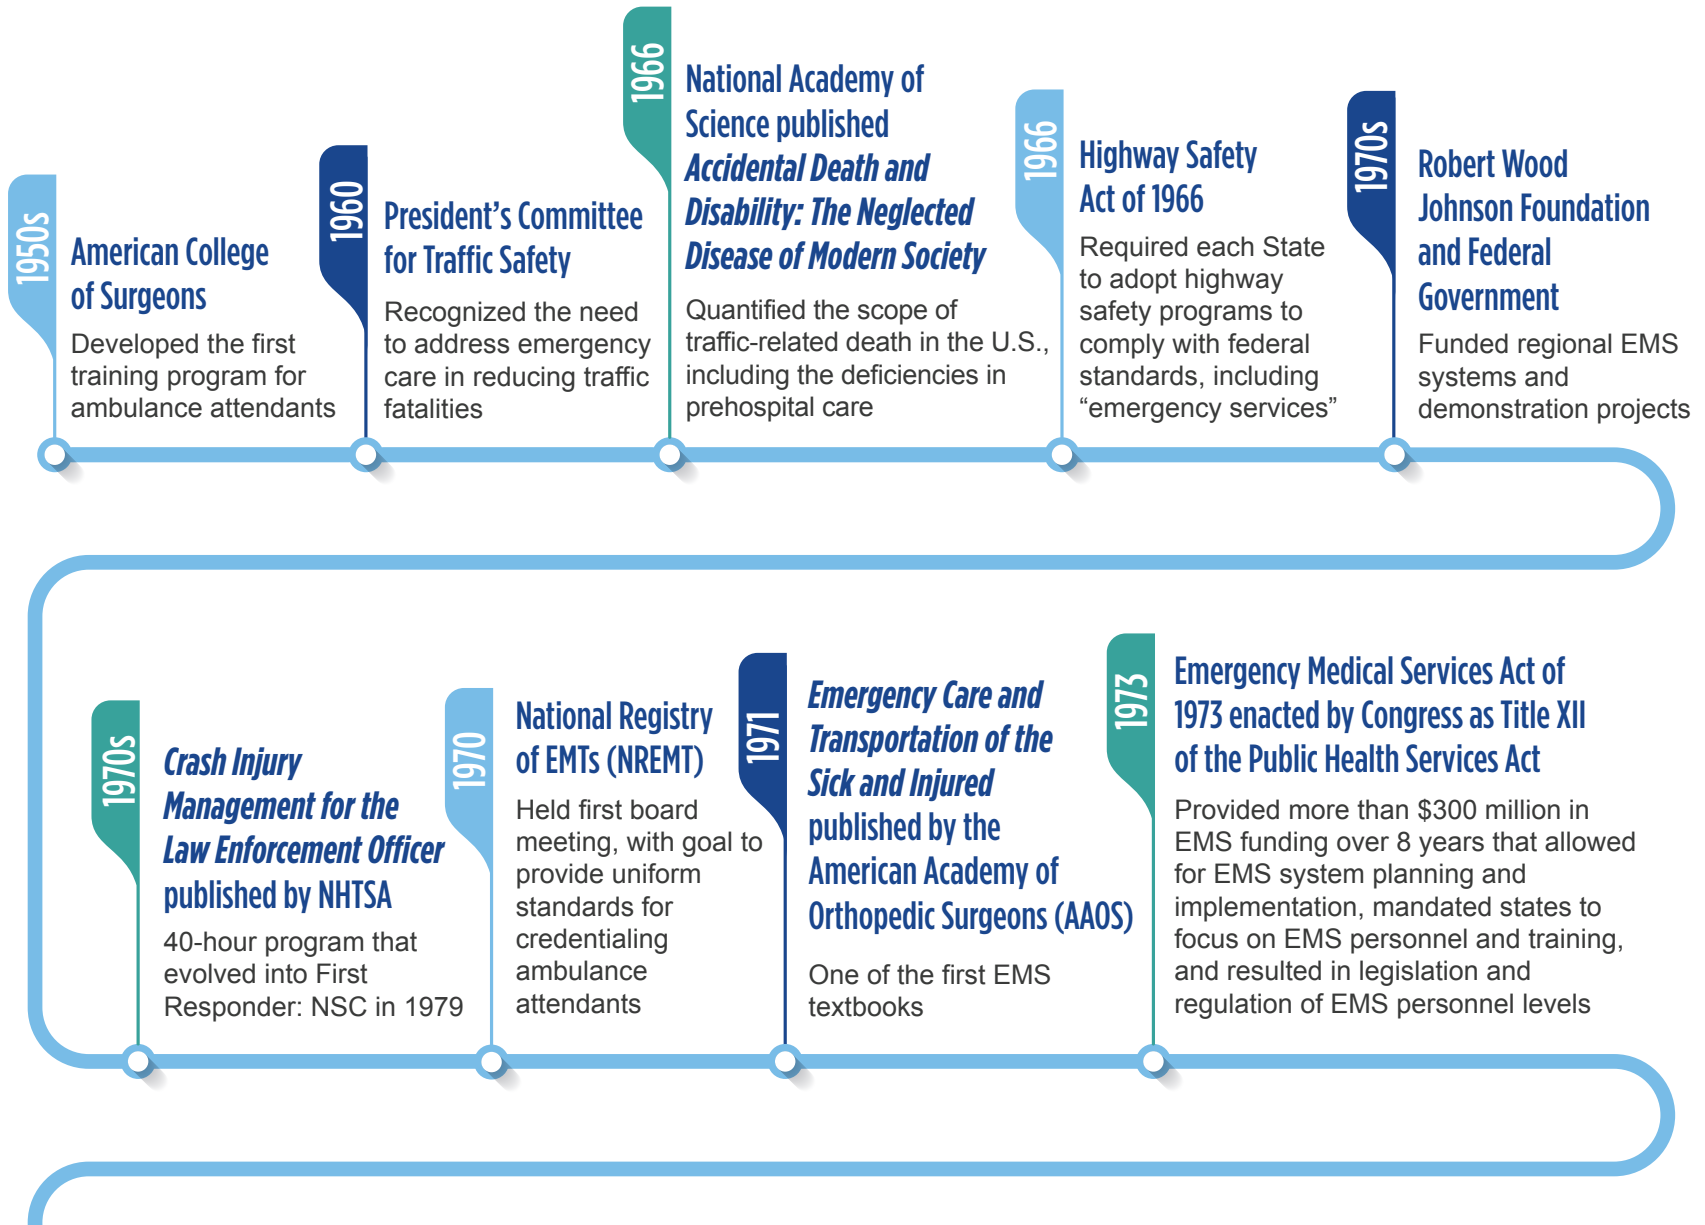 1950s
American College
of Surgeons
Developed the first
training program for
ambulance attendants
1960
President’s Committee
for Traffic Safety
Recognized the need
to address emergency
care in reducing traffic
fatalities
1966
National Academy of
Science published
Accidental Death and
Disability: The Neglected
Disease of Modern Society
Quantified the scope of
traffic-related death in the U.S.,
including the deficiencies in
prehospital care
1966
Highway Safety
Act of 1966
Required each State
to adopt highway
safety programs to
comply with federal
standards, including
“emergency services”
1970s
Robert Wood
Johnson Foundation
and Federal
Government
Funded regional EMS
systems and
demonstration projects
1970s
Crash Injury
Management for the
Law Enforcement Officer
published by NHTSA
40-hour program that
evolved into First
Responder: NSC in 1979
1970
National Registry
of EMTs (NREMT)
Held first board
meeting, with goal to
provide uniform
standards for
credentialing
ambulance
attendants
1971
Emergency Care and
Transportation of the
Sick and Injured
published by the
American Academy of
Orthopedic Surgeons (AAOS)
One of the first EMS
textbooks
1973
Emergency Medical Services Act of
1973 enacted by Congress as Title XII
of the Public Health Services Act
Provided more than $300 million in
EMS funding over 8 years that allowed
for EMS system planning and
implementation, mandated states to
focus on EMS personnel and training,
and resulted in legislation and
regulation of EMS personnel levels